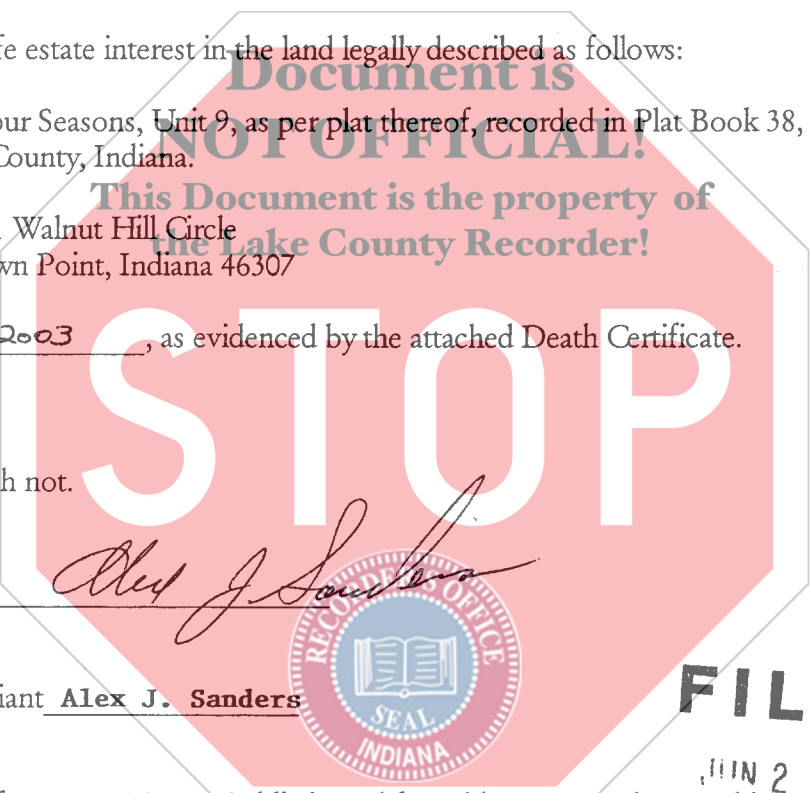 fe estate interest in the land legally described as follows:
Document is
our Seasons, Unit 9, as per plat thereof, recorded in Plat Book 38,
NOT OFFICIAL!
County, Indiana.
This Document is the property of
Walnut Hill Circle
the Lake County Recorder!
wn Point, Indiana 46307
2003, as evidenced by the attached Death Certificate.
STOP
h not.
Alex J Sanders
RECORDERS OFFICE
SEAL
INDIANA
iant Alex J. Sanders
FIL
JUN 2